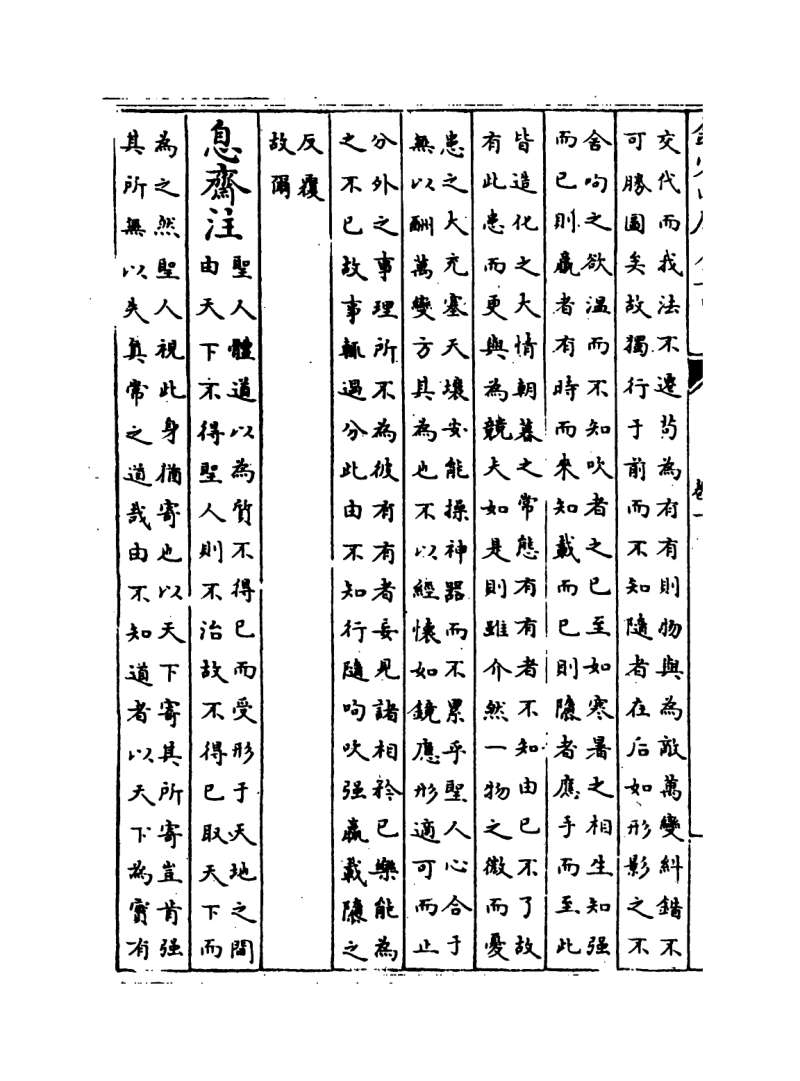 交代而我法不遷茍為有有則物與為敵萬變糾錯不
可勝圖矣故獨行于前而不知隨者在后如形影之不
舍呴之欲溫而不知吹者之已至如寒暑之相生知强
而已則羸者有時而來知載而已則隳者應手而至此
皆造化之大情朝暮之常態有有者不知由已不了故
有此患而更與為競夫如是則雖介然一物之微而憂
患之大充塞天壤安能操神器而不累乎聖人心合于
無以酬萬變方其為也不以經懷如鏡應形適可而止
分外之事理所不為彼有有者妄見諸相矜已樂能為
之不已故事輒過分此由不知行隨呴吹强羸載隳之
反覆
故爾
息齋注
聖人體道以為質不得已而受形于天地之間
由天下不得聖人則不治故不得已取天下而
為之然聖人視此身猶寄也以天下寄其所寄豈肯强
其所無以失真常之道哉由不知道者以天下為實有